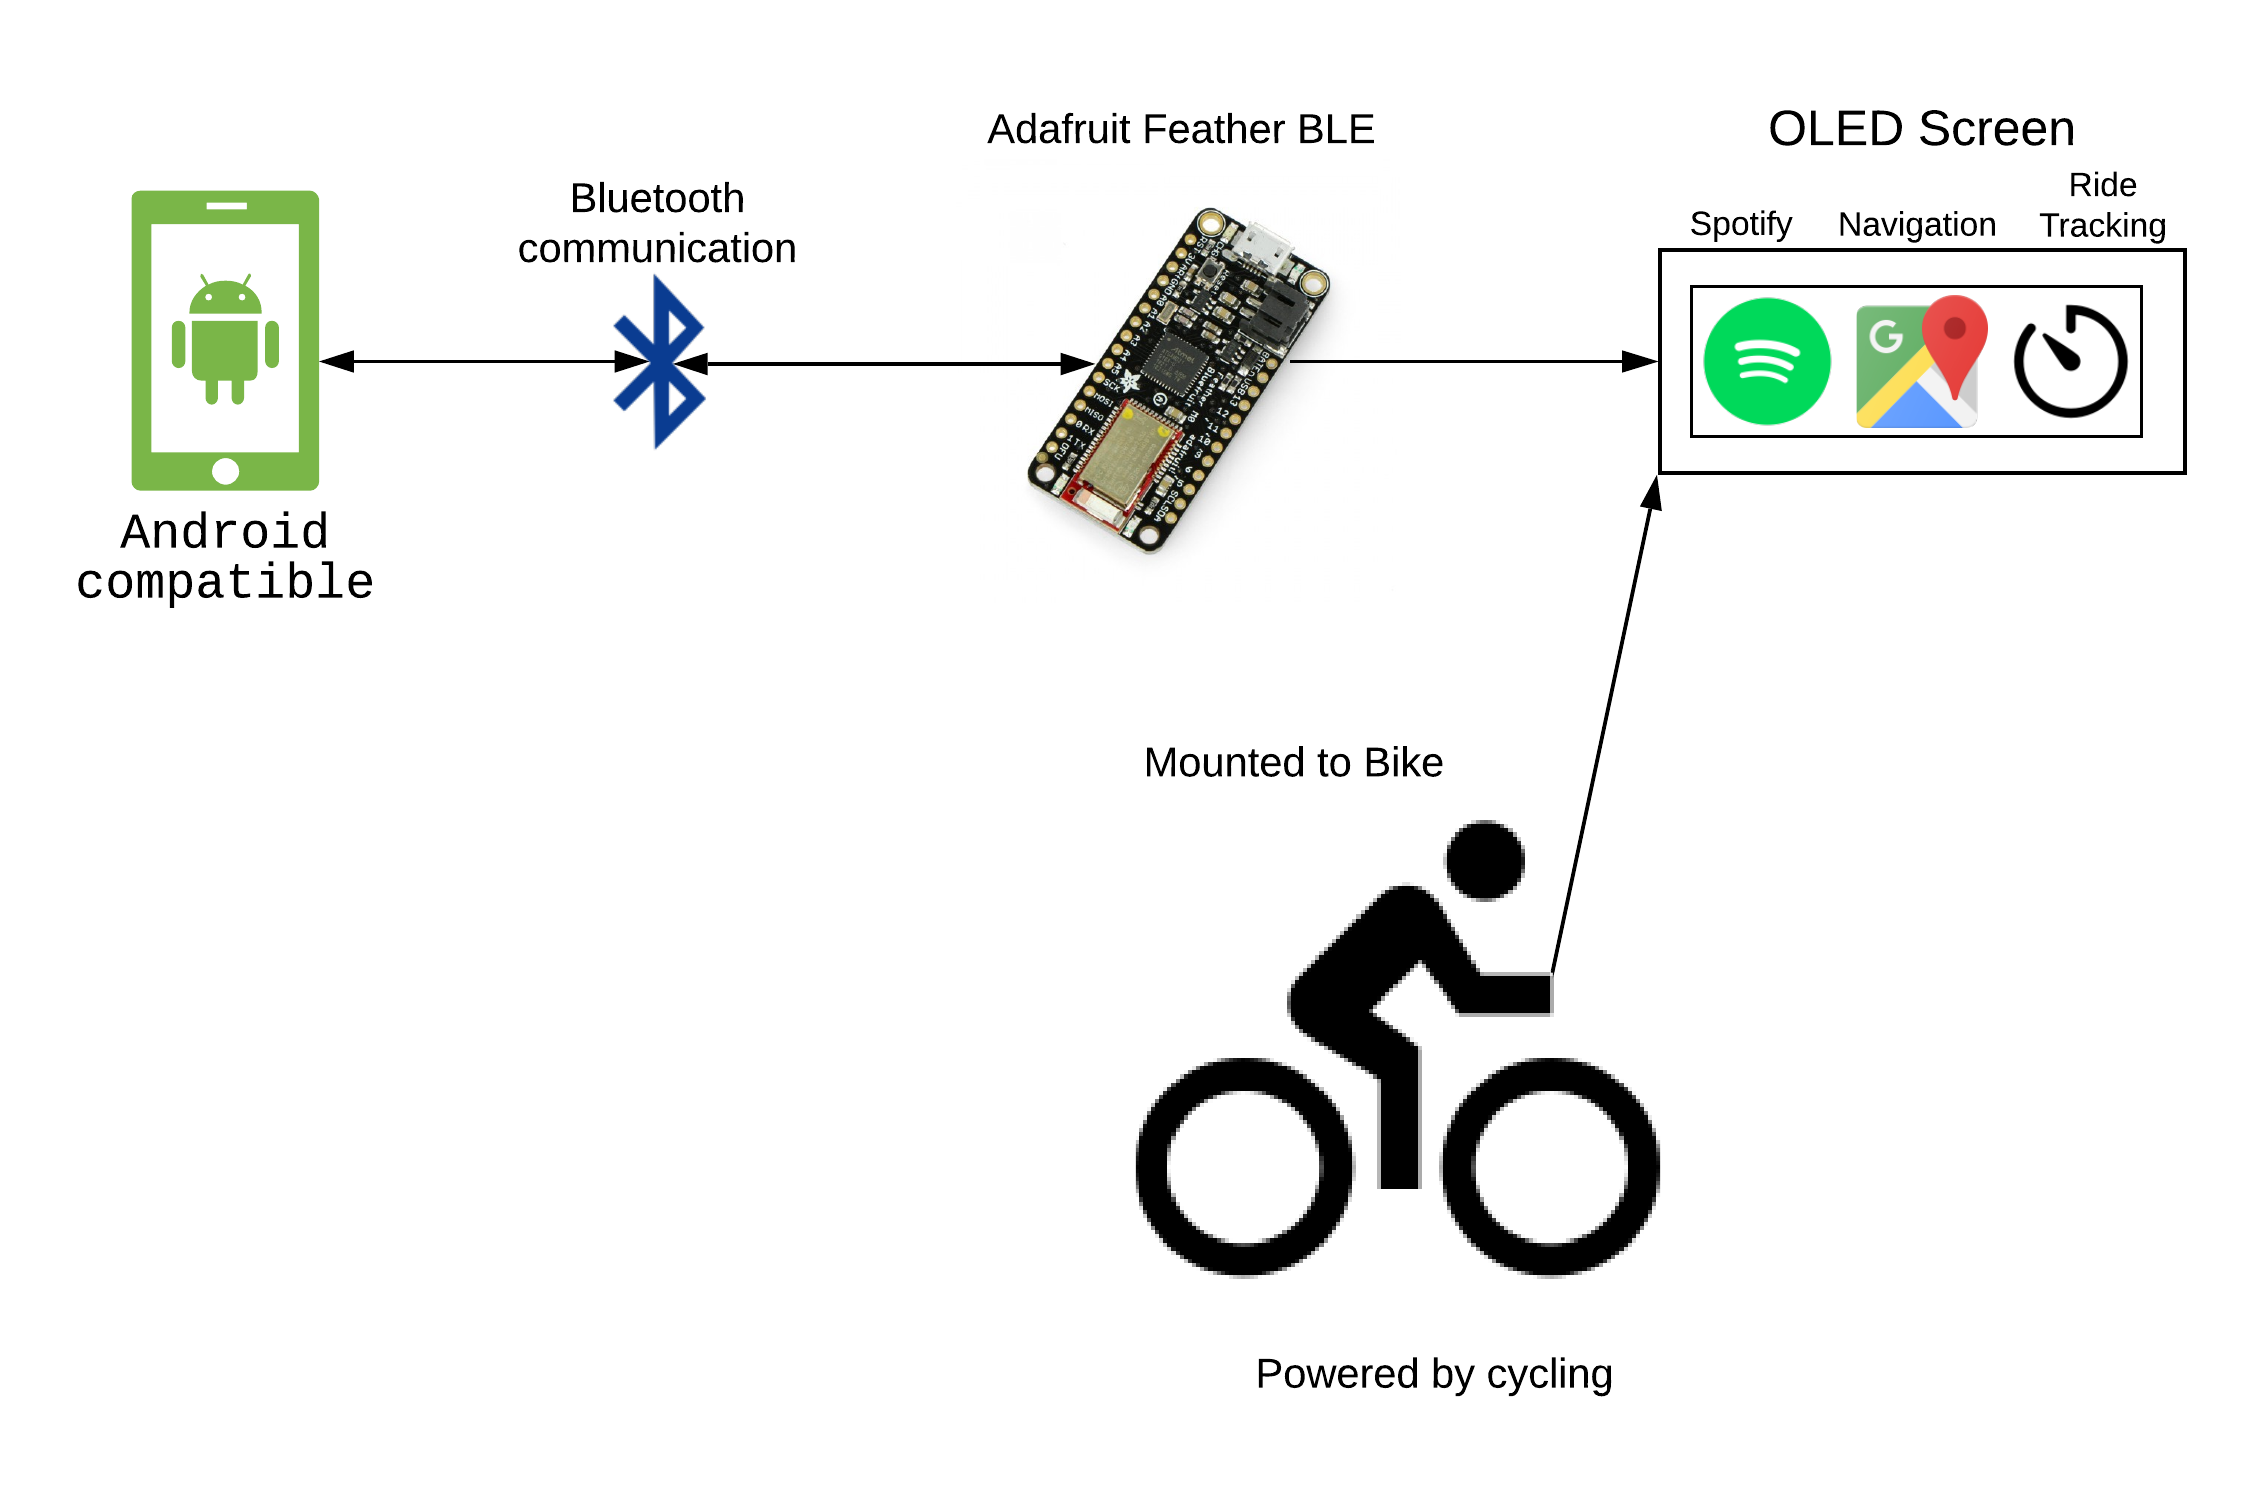 Adafruit Feather BLE
OLED Screen
Bluetooth
communication
Spotify
Navigation
Ride
Tracking
G
Android
compatible
Mounted to Bike
Powered by cycling